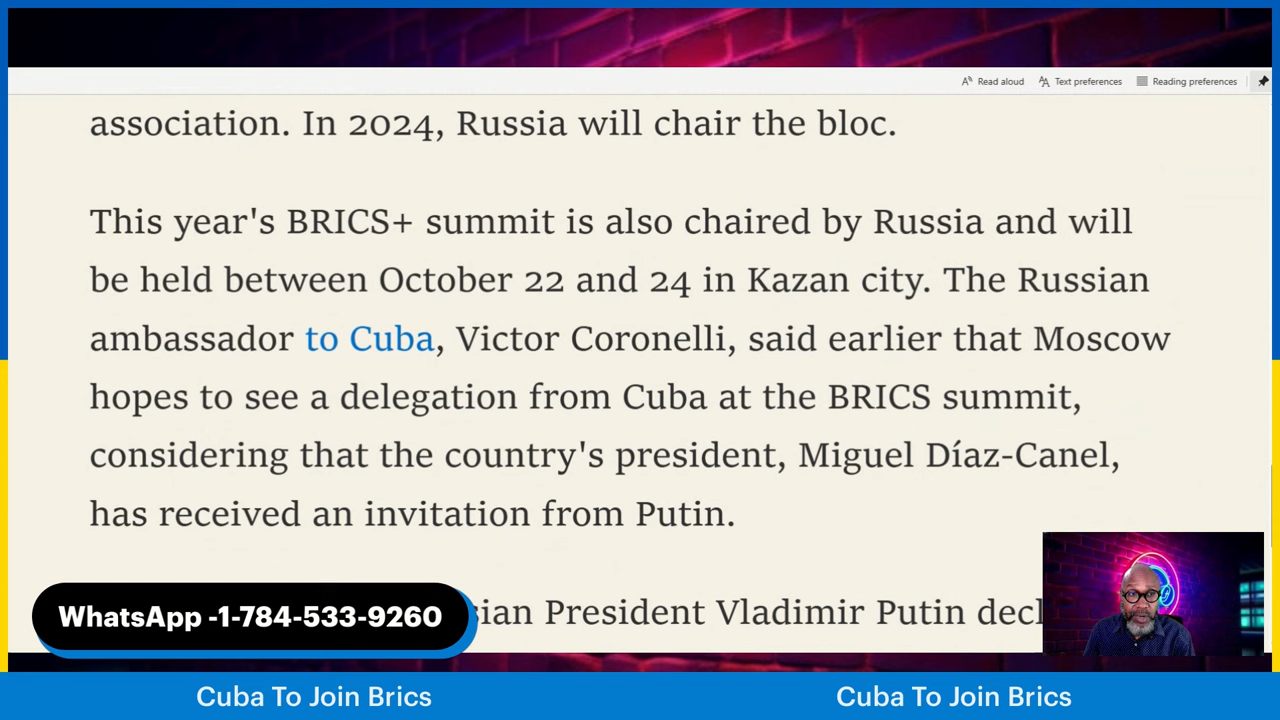 Read aloud Text preferences Reading preferences
association. In 2024, Russia will chair the bloc.
This year's BRICS+ summit is also chaired by Russia and will
be held between October 22 and 24 in Kazan city. The Russian
ambassador to Cuba, Victor Coronelli, said earlier that Moscow
hopes to see a delegation from Cuba at the BRICS summit,
considering that the country's president, Miguel Díaz-Canel,
has received an invitation from Putin.
sian President Vladimir Putin decl
WhatsApp -1-784-533-9260
Cuba To Join Brics Cuba To Join Brics